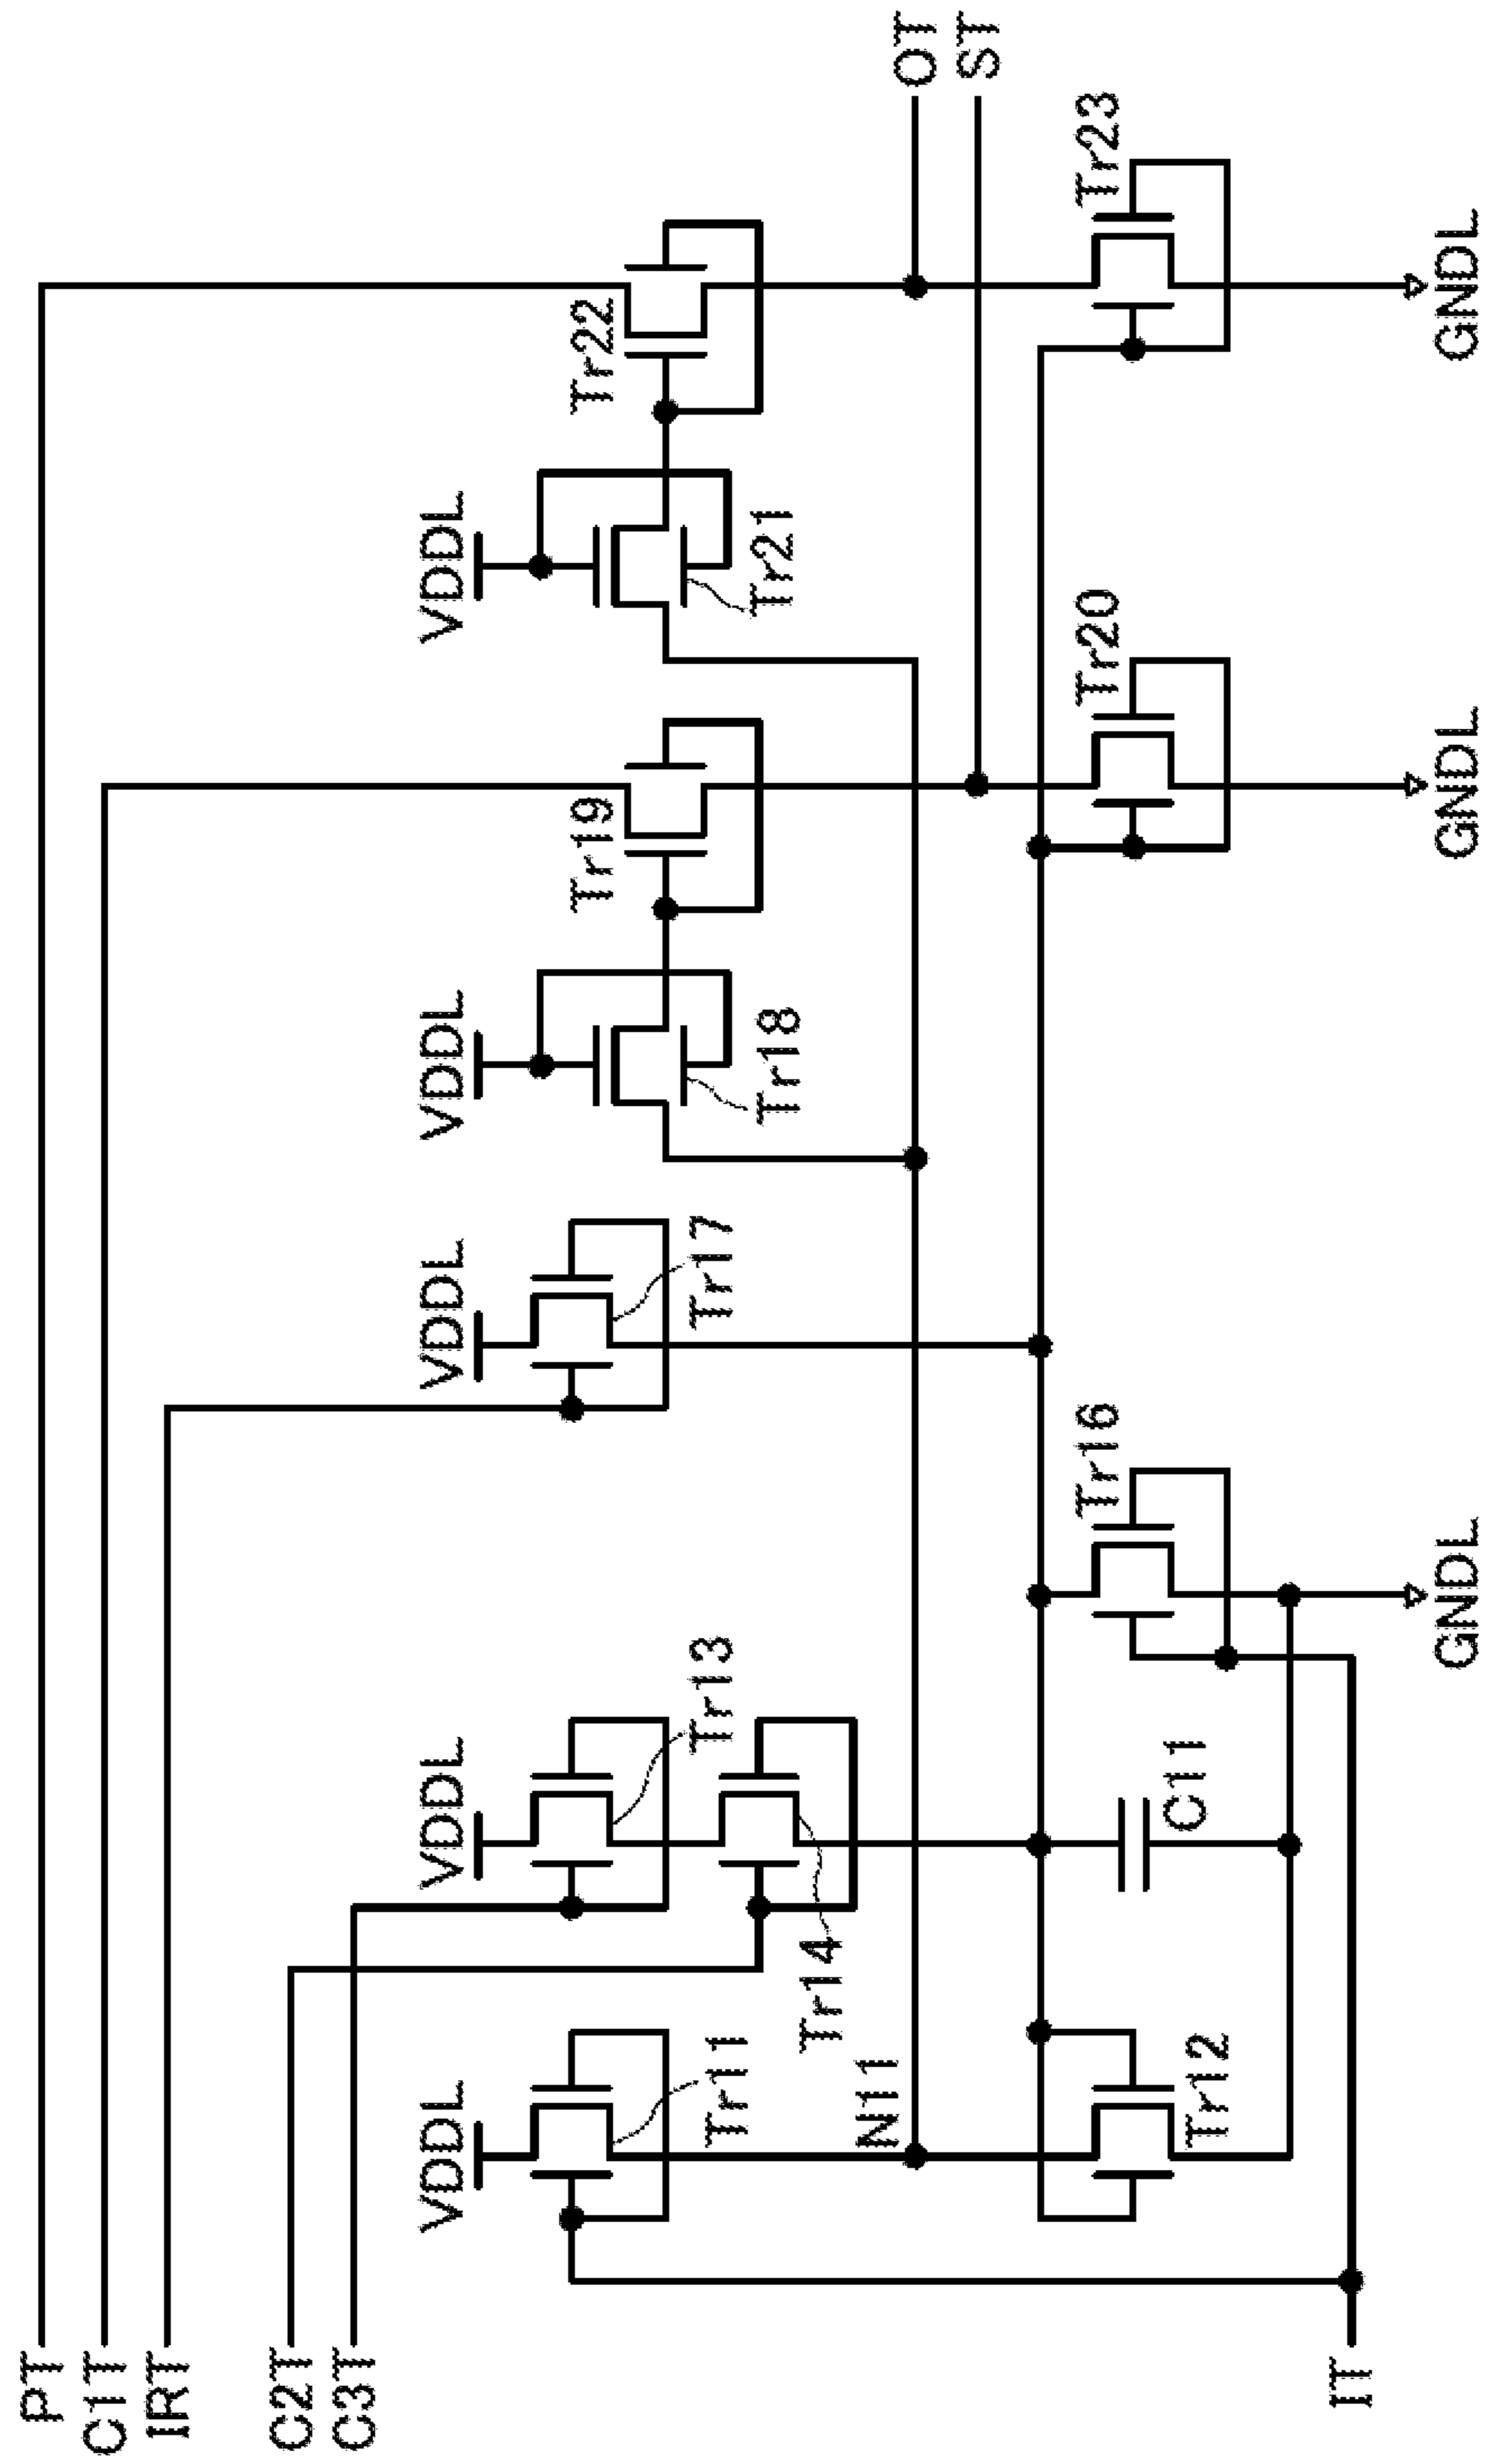 PT
C1T
IRT
C2T
C3T
VDDL
VDDL
VDDL
VDDL
VDDL
Tr11
Tr13
Tr17
Tr19
Tr22
Tr14
Tr18
Tr21
N11
OT
ST
Tr12
C11
Tr16
Tr20
Tr23
IT
GNDL
GNDL
GNDL